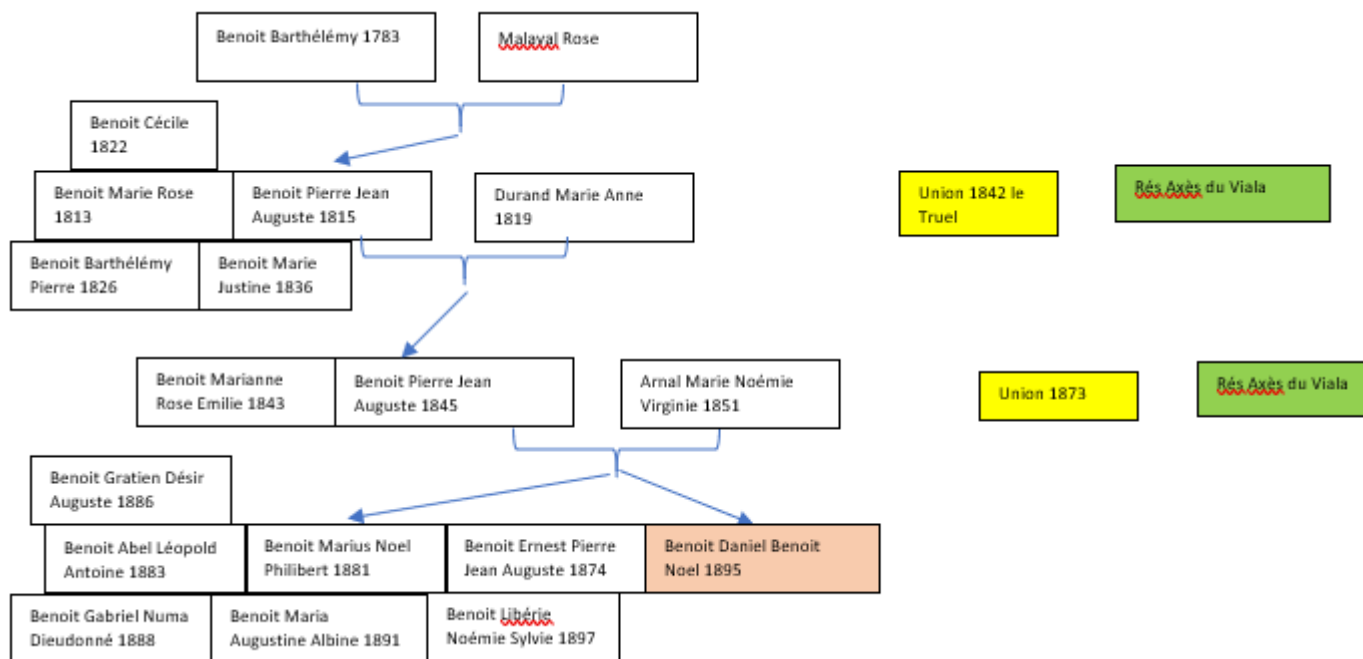 Benoit Barthélémy 1783
Malaval Rose
Benoit Cécile
1822
Benoit Marie Rose
1813
Benoit Pierre Jean
Auguste 1815
Durand Marie Anne
1819
Union 1842 le
Truel
Rés Axès du Viala
Benoit Barthélémy
Pierre 1826
Benoit Marie
Justine 1836
Benoit Marianne
Rose Emilie 1843
Benoit Pierre Jean
Auguste 1845
Arnal Marie Noémie
Virginie 1851
Union 1873
Rés Axès du Viala
Benoit Gratien Désir
Auguste 1886
Benoit Abel Léopold
Antoine 1883
Benoit Marius Noel
Philibert 1881
Benoit Ernest Pierre
Jean Auguste 1874
Benoit Daniel Benoit
Noel 1895
Benoit Gabriel Numa
Dieudonné 1888
Benoit Maria
Augustine Albine 1891
Benoit Libérie
Noémie Sylvie 1897